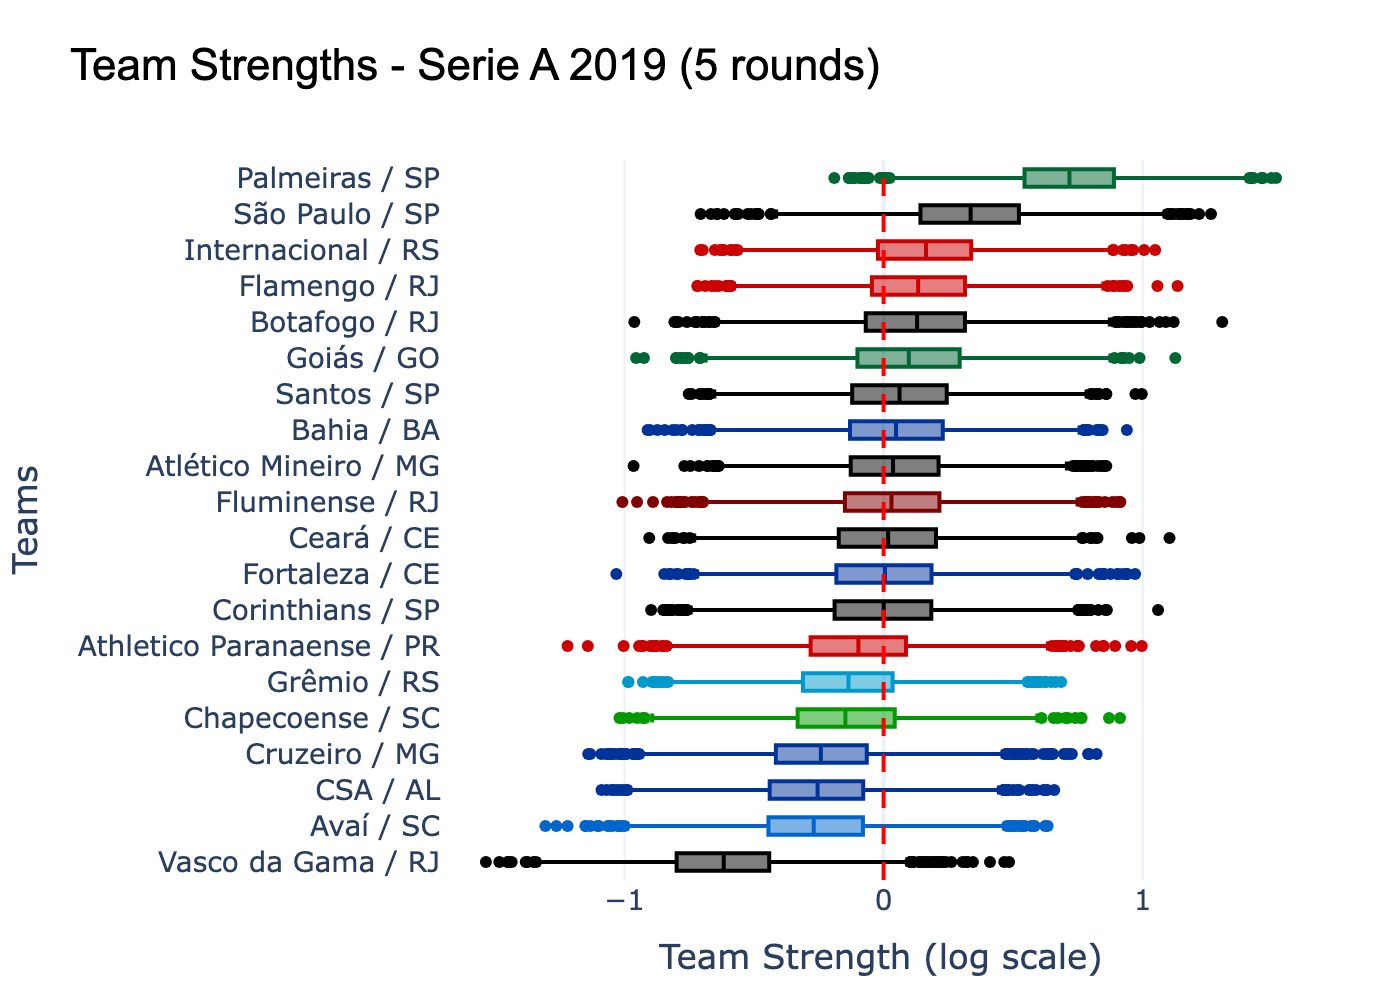 Team Strengths - Serie A 2019 (5 rounds)
Teams
Palmeiras / SP
São Paulo / SP
Internacional / RS
Flamengo / RJ
Botafogo / RJ
Goiás / GO
Santos / SP
Bahia / BA
Atlético Mineiro / MG
Fluminense / RJ
Ceará / CE
Fortaleza / CE
Corinthians / SP
Athletico Paranaense / PR
Grêmio / RS
Chapecoense / SC
Cruzeiro / MG
CSA / AL
Avaí / SC
Vasco da Gama / RJ
−1 0 1
Team Strength (log scale)